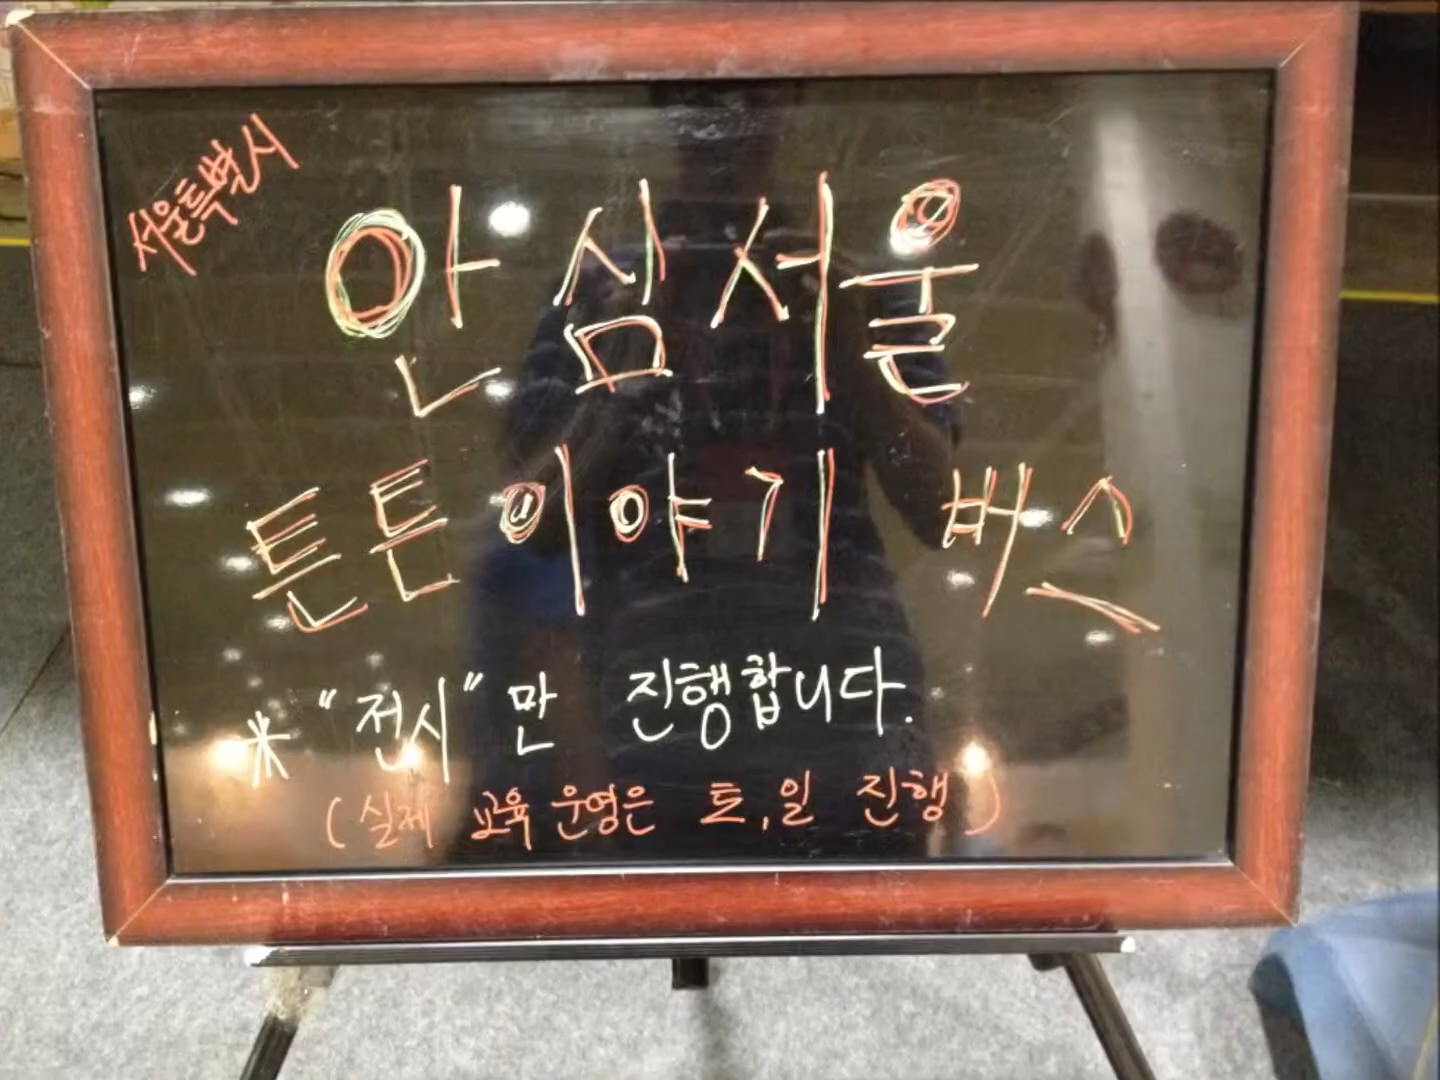 서울특별시
안심서울
튼튼이야기 버스
* "전시"만 진행합니다.
(실제 교육 운영은 토, 일 진행)